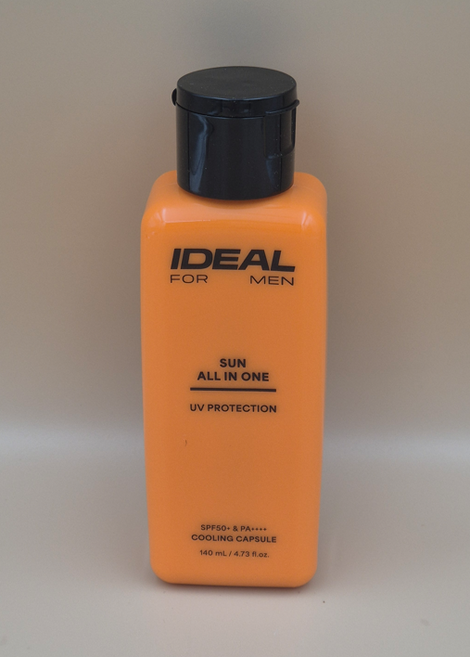 IDEAL
FOR MEN
SUN
ALL IN ONE
UV PROTECTION
SPF50+ & PA++++
COOLING CAPSULE
140 mL / 4.73 fl.oz.